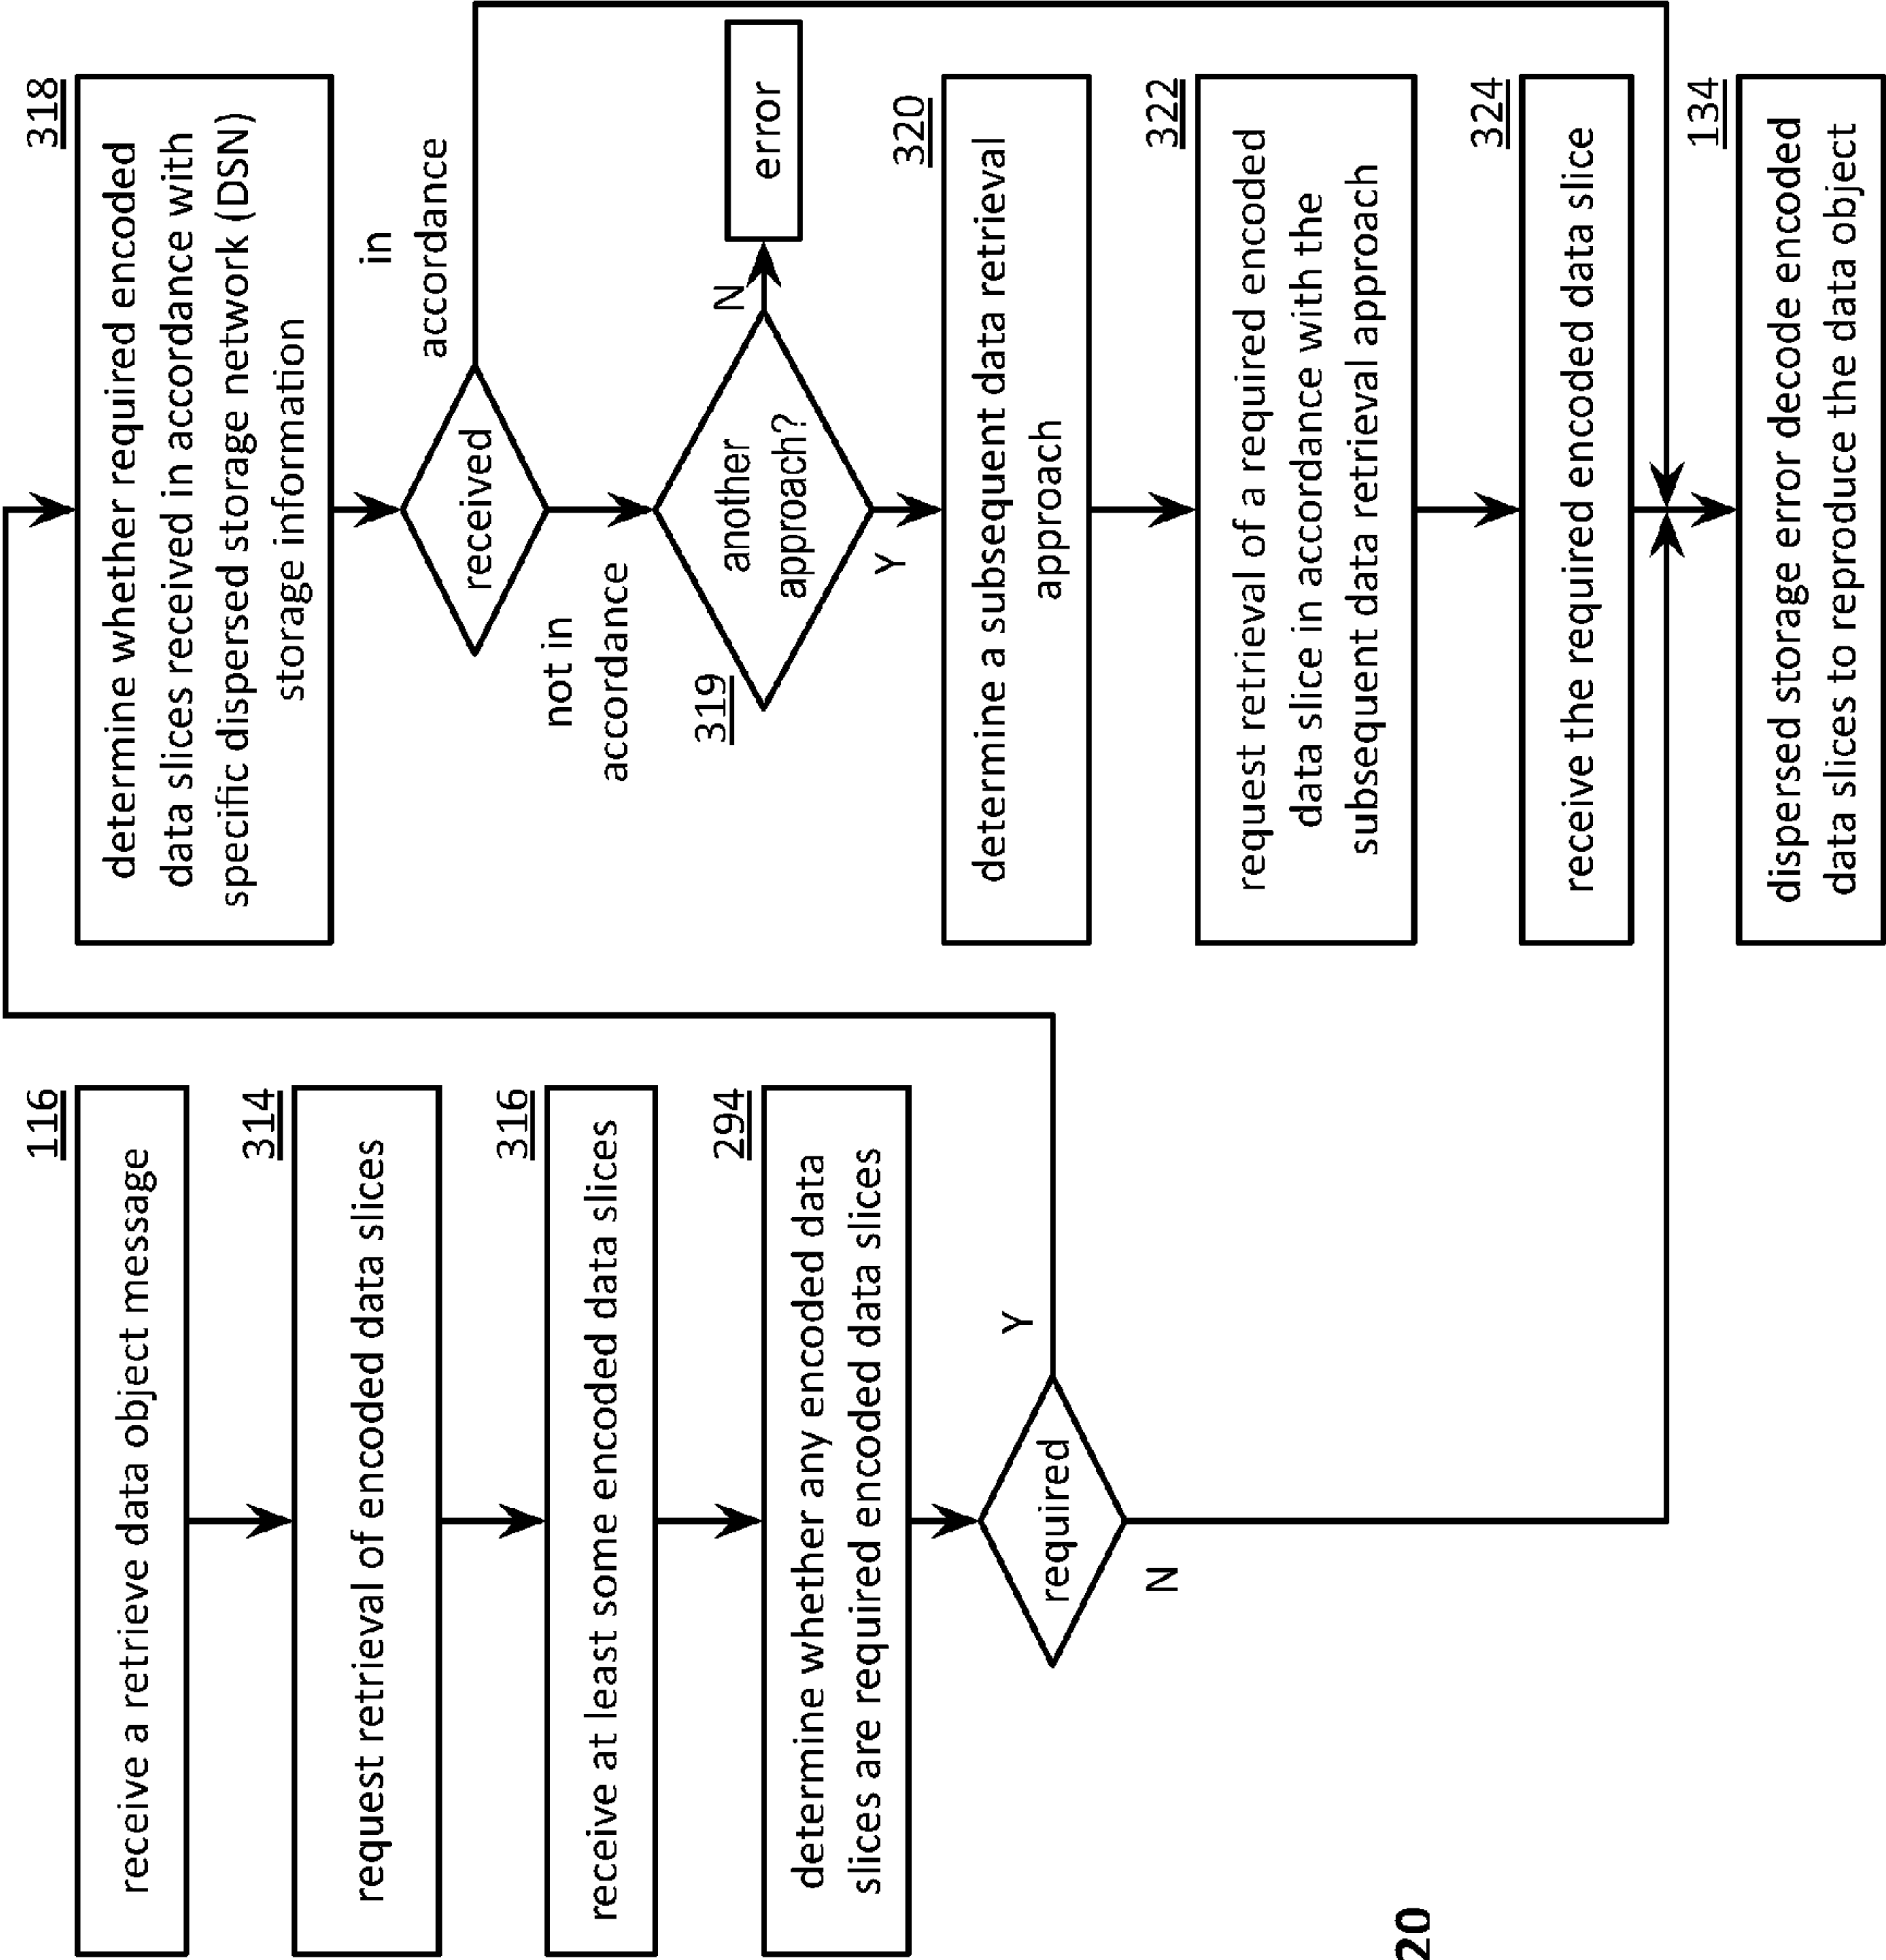 116
receive a retrieve data object message
314
request retrieval of encoded data slices
316
receive at least some encoded data slices
294
determine whether any encoded data
slices are required encoded data slices
required
Y
N
318
determine whether required encoded
data slices received in accordance with
specific dispersed storage network (DSN)
storage information
received
in
accordance
not in
accordance
319
another
approach?
N
error
Y
320
determine a subsequent data retrieval
approach
322
request retrieval of a required encoded
data slice in accordance with the
subsequent data retrieval approach
324
receive the required encoded data slice
134
dispersed storage error decode encoded
data slices to reproduce the data object
20